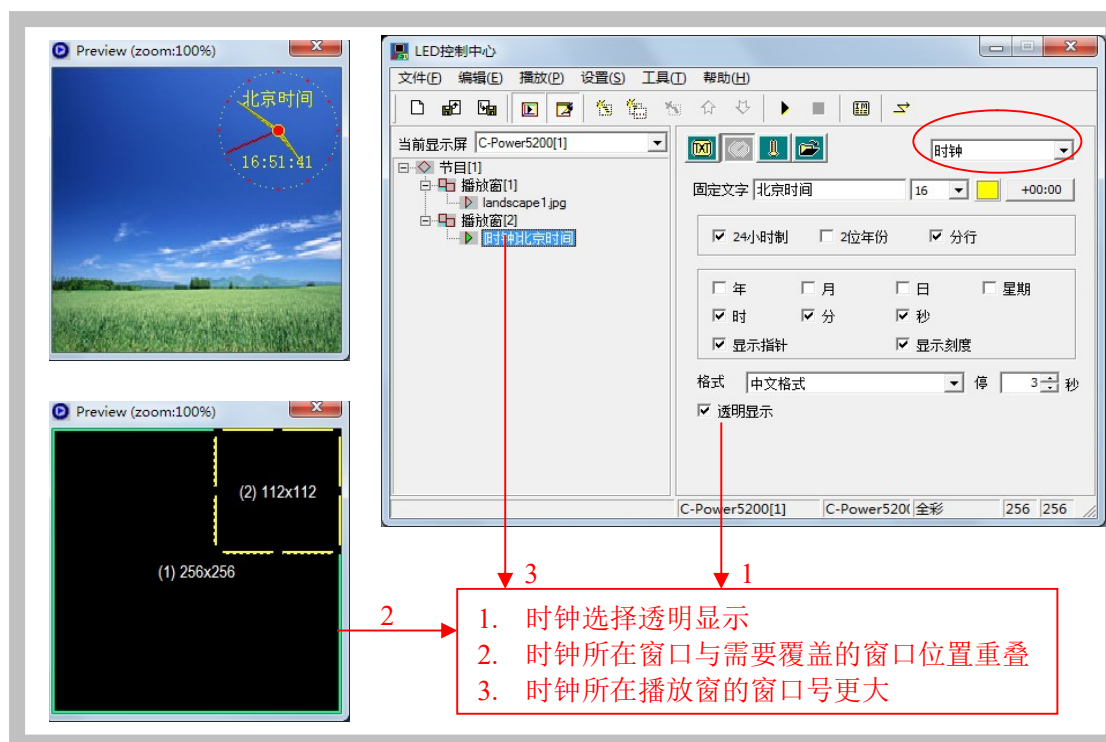 Preview (zoom:100%)
北京时间
16:51:41
LED控制中心
文件(F) 编辑(E) 播放(P) 设置(S) 工具(T) 帮助(H)
当前显示屏 C-Power5200[1]
节目[1]
播放窗[1]
landscape1.jpg
播放窗[2]
时钟北京时间
TXT
时钟
固定文字 北京时间 16 +00:00
24小时制 2位年份 分行
年 月 日 星期
时 分 秒
显示指针 显示刻度
格式 中文格式 停 3 秒
透明显示
C-Power5200[1] C-Power520( 全彩 256 256
Preview (zoom:100%)
(2) 112x112
(1) 256x256
3 1
2
1. 时钟选择透明显示
2. 时钟所在窗口与需要覆盖的窗口位置重叠
3. 时钟所在播放窗的窗口号更大